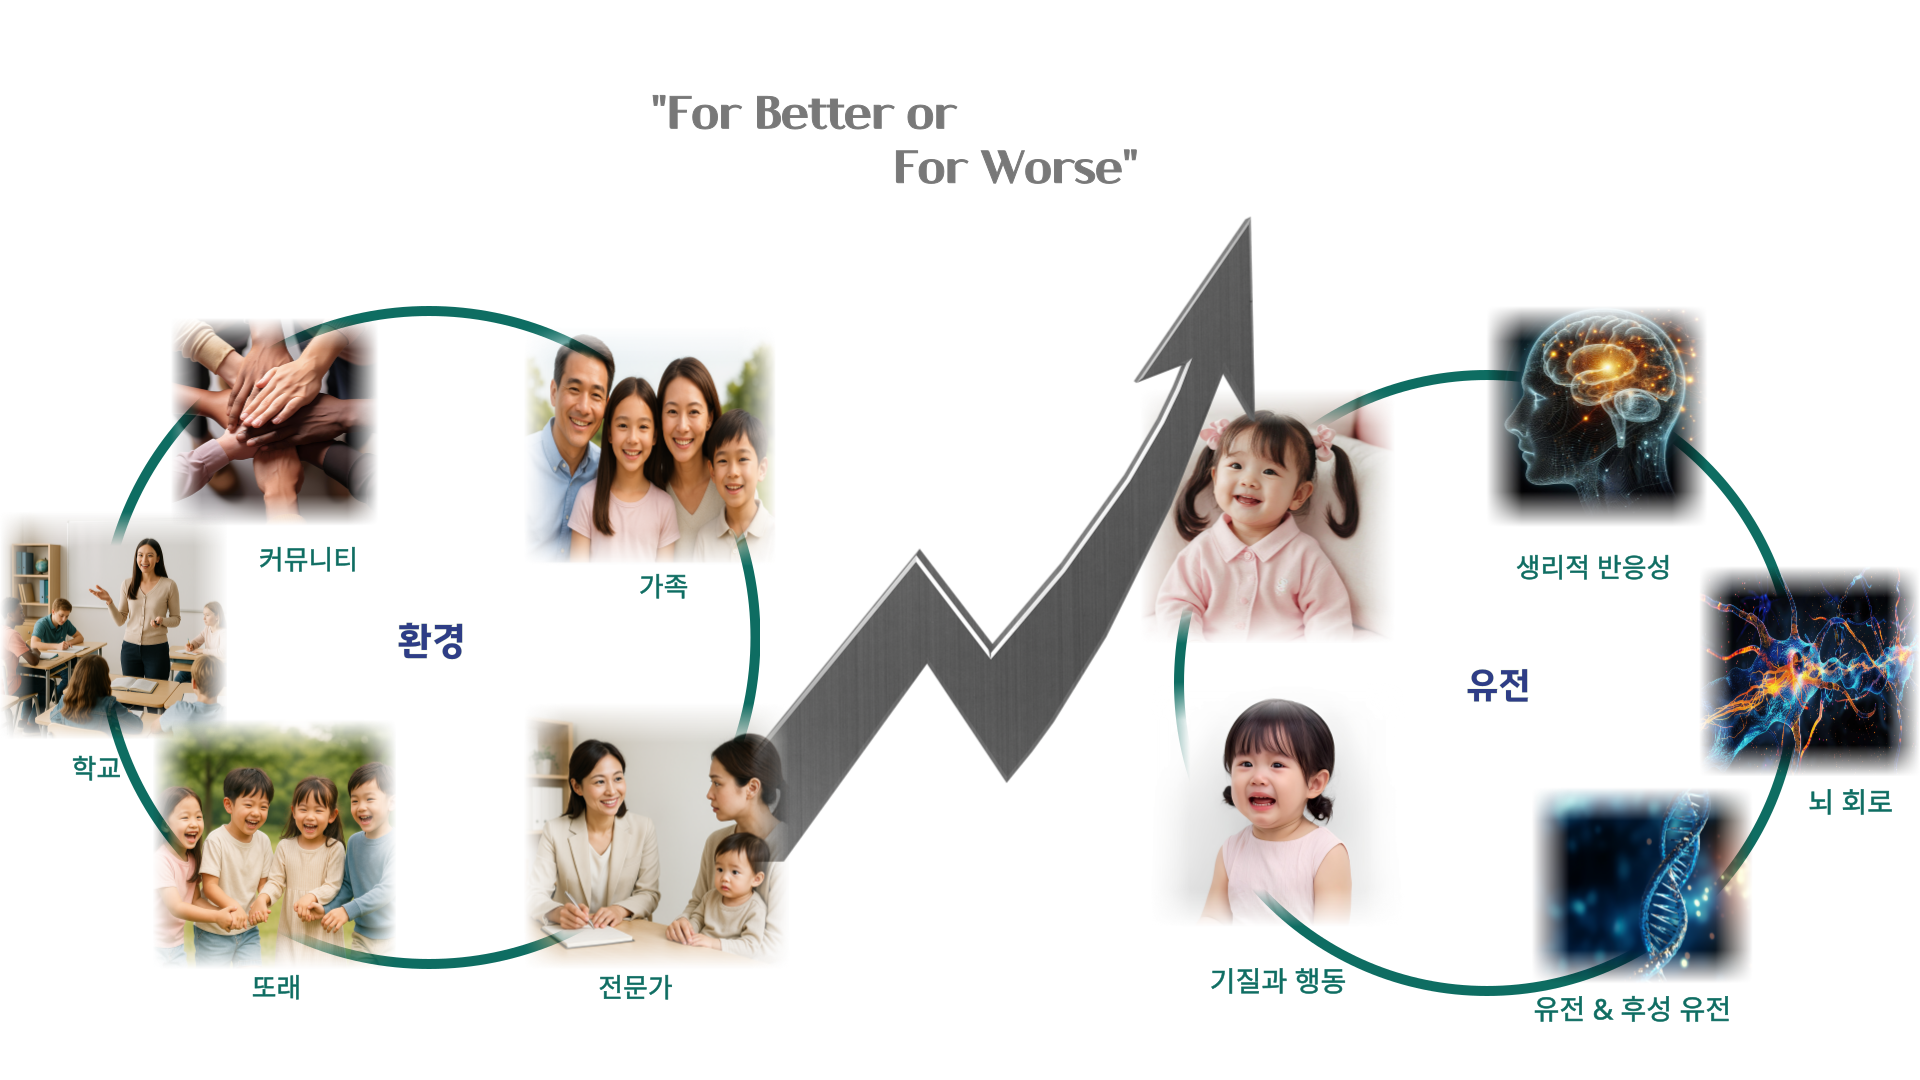 "For Better or
For Worse"
커뮤니티
가족
환경
학교
또래
전문가
생리적 반응성
유전
뇌 회로
기질과 행동
유전 & 후성 유전